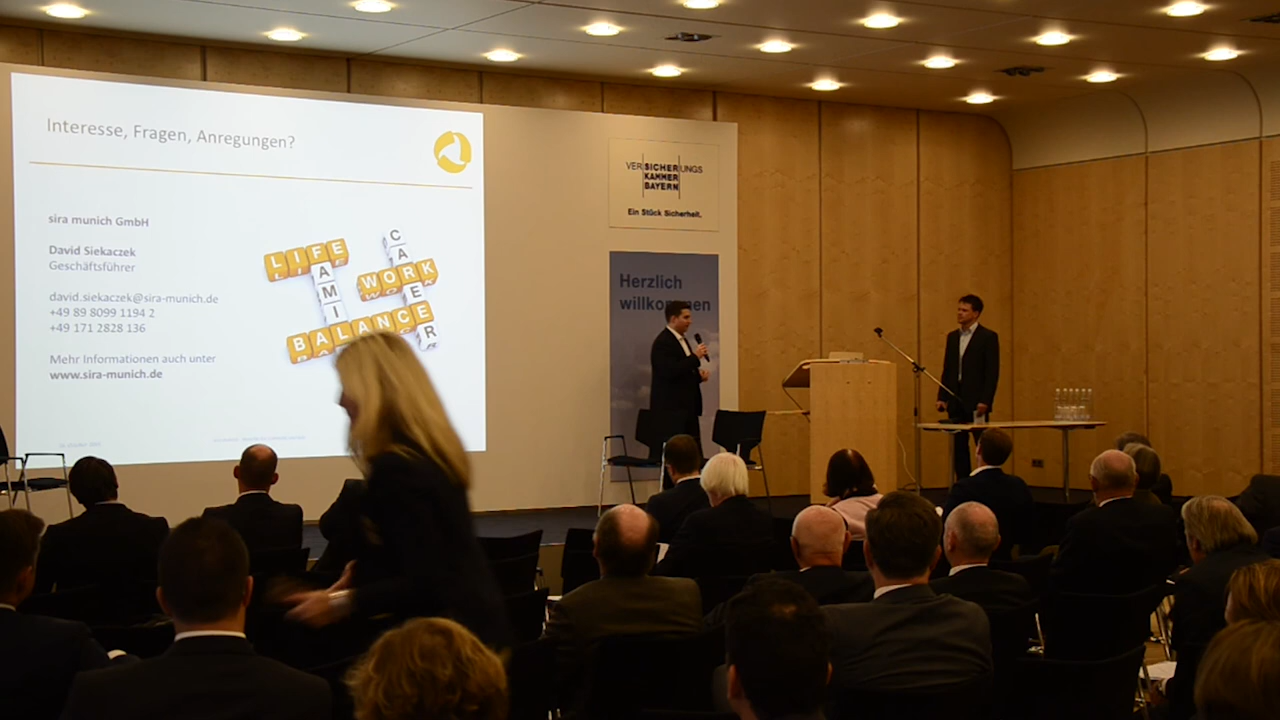 Interesse, Fragen, Anregungen?
sira munich GmbH
David Siekaczek
Geschäftsführer
david.siekaczek@sira-munich.de
+49 89 8099 1194 2
+49 171 2828 136
Mehr Informationen auch unter
www.sira-munich.de
LIFE
FAMI
CAREER
WORK
BALANCE
VERSICHERUNGS
KAMMER
BAYERN
Ein Stück Sicherheit.
Herzlich
willkommen